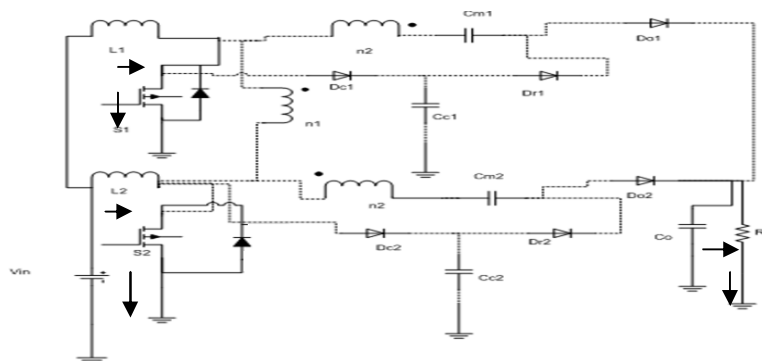 L1
n2
Cm1
Do1
S1
Dc1
Dr1
n1
Cc1
L2
n2
Cm2
Do2
S2
Dc2
Dr2
Co
R
Vin
Cc2